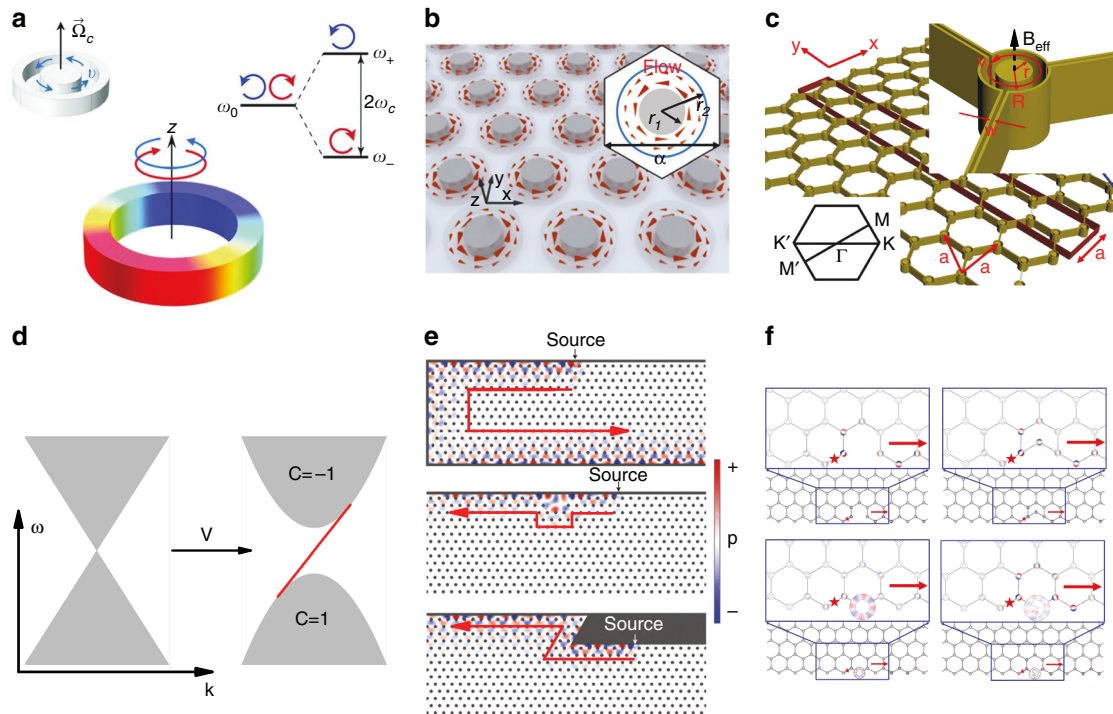 a
Ω⃗c
υ
z
ω0
ω+
2ωc
ω−
b
Flow
r1
r2
α
y
z
x
c
y
x
Beff
v
r
R
w
M
K′
K
Γ
M′
a
a
a
d
ω
k
V
C=−1
C=1
e
Source
Source
Source
+
p
−
f